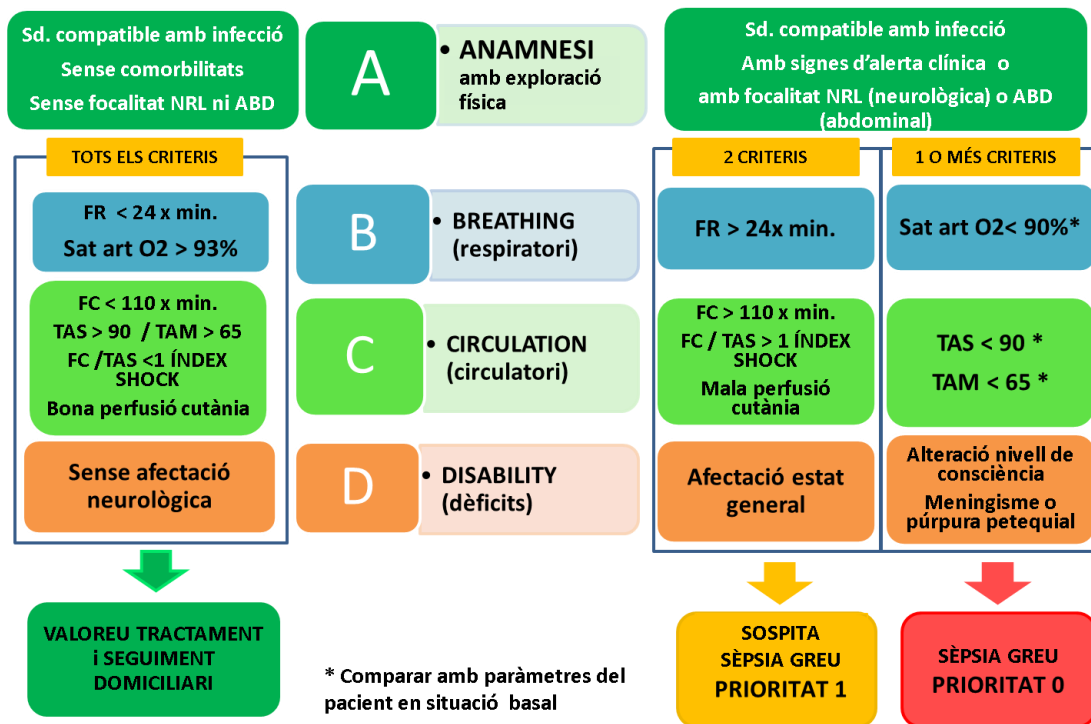 Sd. compatible amb infecció
Sense comorbilitats
Sense focalitat NRL ni ABD
A
• ANAMNESI
amb exploració
física
Sd. compatible amb infecció
Amb signes d'alerta clínica o
amb focalitat NRL (neurològica) o ABD
(abdominal)
TOTS ELS CRITERIS
2 CRITERIS
1 O MÉS CRITERIS
FR < 24 x min.
Sat art O2 > 93%
B
• BREATHING
(respiratori)
FR > 24x min.
Sat art O2< 90%*
FC < 110 x min.
TAS > 90 / TAM > 65
FC /TAS <1 ÍNDEX
SHOCK
Bona perfusió cutània
C
• CIRCULATION
(circulatori)
FC > 110 x min.
FC / TAS > 1 ÍNDEX
SHOCK
Mala perfusió
cutània
TAS < 90 *
TAM < 65 *
Sense afectació
neurològica
D
• DISABILITY
(dèficits)
Afectació estat
general
Alteració nivell de
consciència
Meningisme o
púrpura petequial
VALOREU TRACTAMENT
i SEGUIMENT
DOMICILIARI
* Comparar amb paràmetres del
pacient en situació basal
SOSPITA
SÈPSIA GREU
PRIORITAT 1
SÈPSIA GREU
PRIORITAT 0